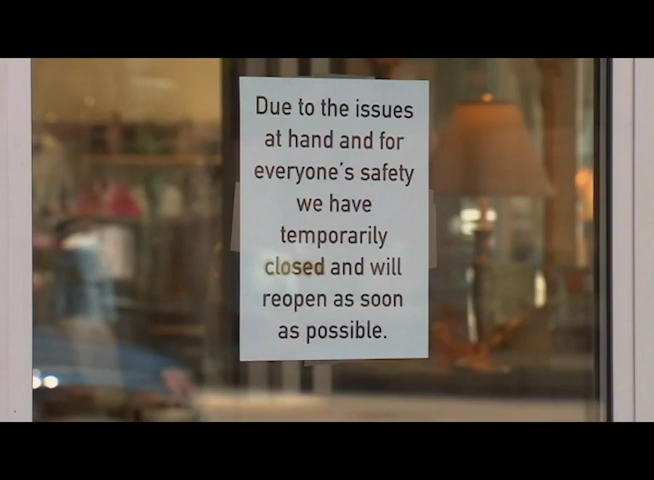 Due to the issues
at hand and for
everyone's safety
we have
temporarily
closed and will
reopen as soon
as possible.